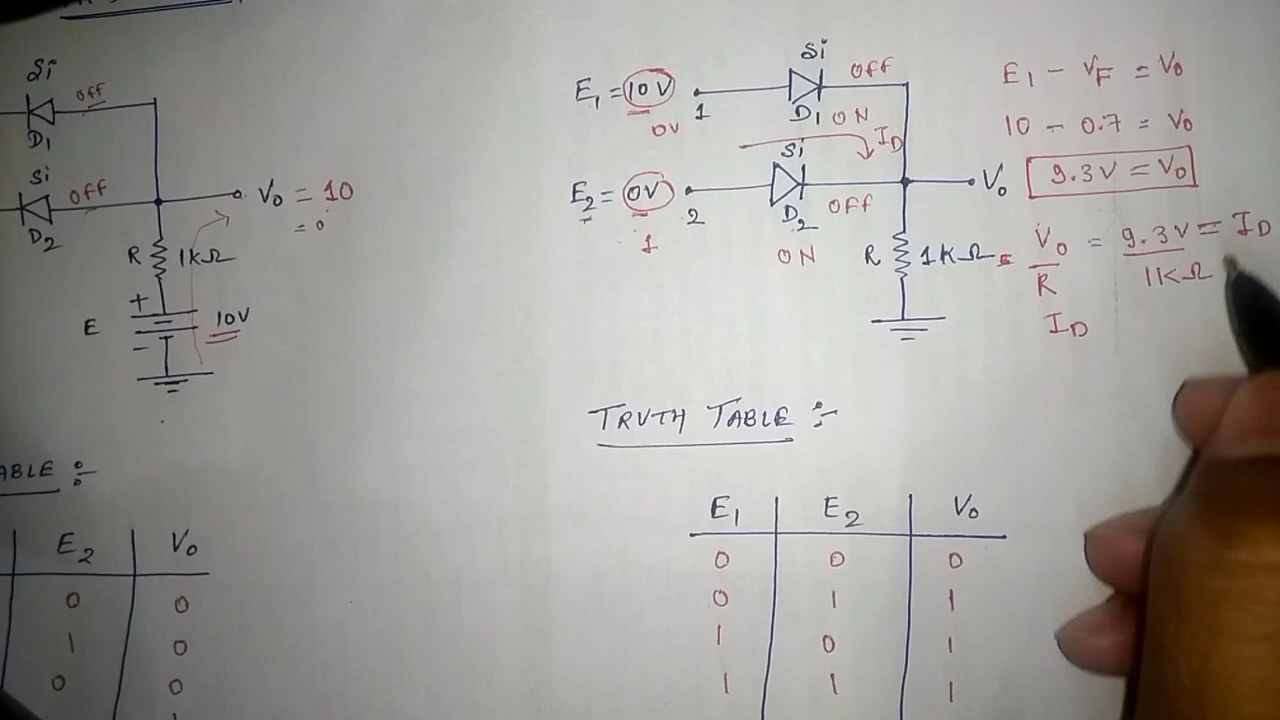 Si
off
D1
Si
off
D2
V0 = 10
= 0
R
1KΩ
+
E
10V
-
ABLE :-
E2 V0
0 0
1 0
0 0
Si
E1 = 10V
1
off
D1 ON
0V
ID
Si
E2 = 0V
2
D2
off
V0
1
ON
R
1KΩ
E1 - VF = V0
10 - 0.7 = V0
9.3V = V0
= V0/R = 9.3V/1KΩ = ID
ID
TRUTH TABLE :-
E1 E2 V0
0 0 0
0 1 1
1 0 1
1 1 1